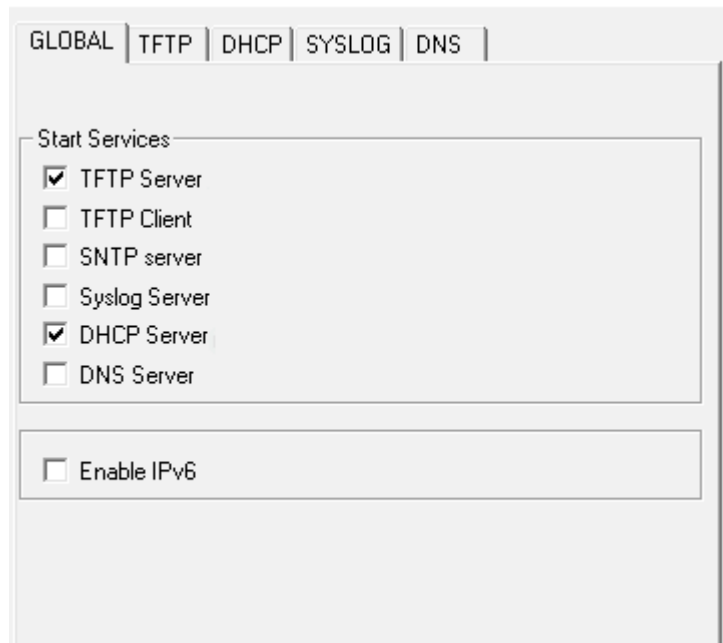 GLOBAL TFTP DHCP SYSLOG DNS
Start Services
TFTP Server
TFTP Client
SNTP server
Syslog Server
DHCP Server
DNS Server
Enable IPv6